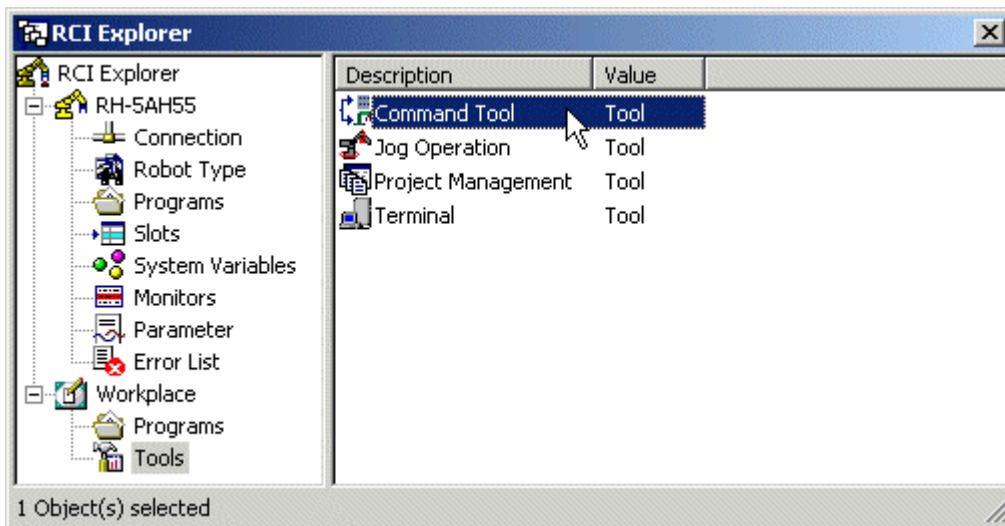 RCI Explorer
RCI Explorer
RH-5AH55
Connection
Robot Type
Programs
Slots
System Variables
Monitors
Parameter
Error List
Workplace
Programs
Tools
Description Value
Command Tool Tool
Jog Operation Tool
Project Management Tool
Terminal Tool
1 Object(s) selected